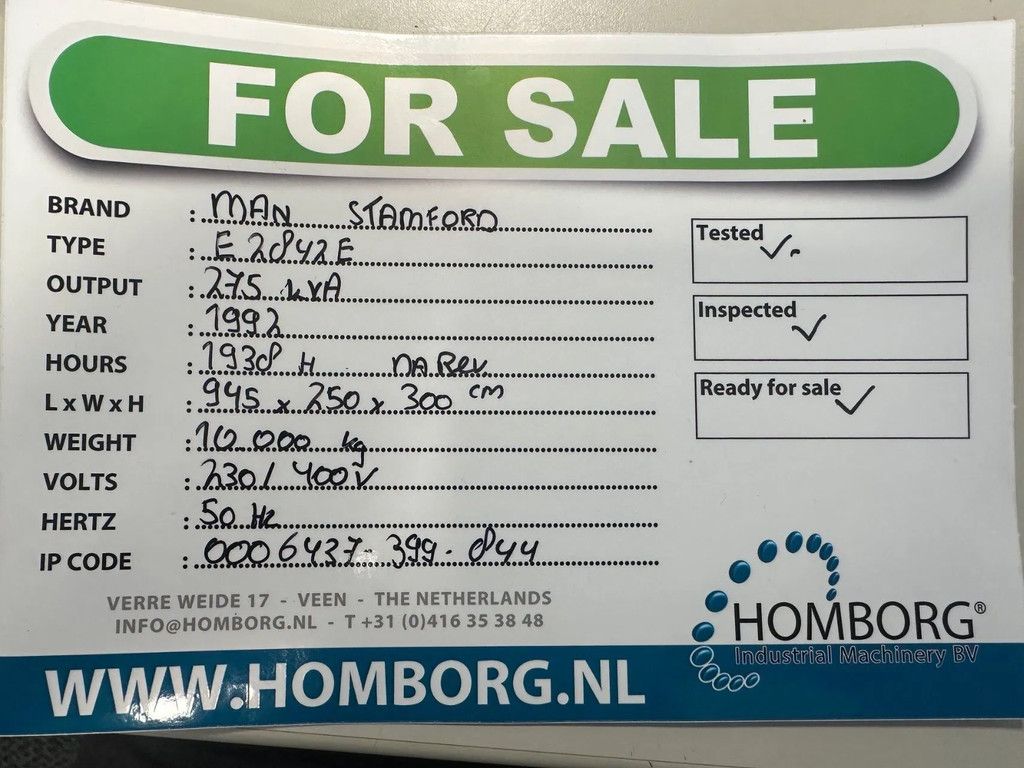 FOR SALE
BRAND : MAN STAMFORD
TYPE : E 2842E
OUTPUT : 275 kVA
YEAR : 1992
HOURS : 1938 H na Rev
L x W x H : 945 x 250 x 300 cm
WEIGHT : 10.000 kg
VOLTS : 230/400V
HERTZ : 50 Hz
IP CODE : 0006437-399-844
Tested ✓
Inspected ✓
Ready for sale ✓
VERRE WEIDE 17 - VEEN - THE NETHERLANDS
INFO@HOMBORG.NL - T +31 (0)416 35 38 48
HOMBORG®
Industrial Machinery BV
WWW.HOMBORG.NL